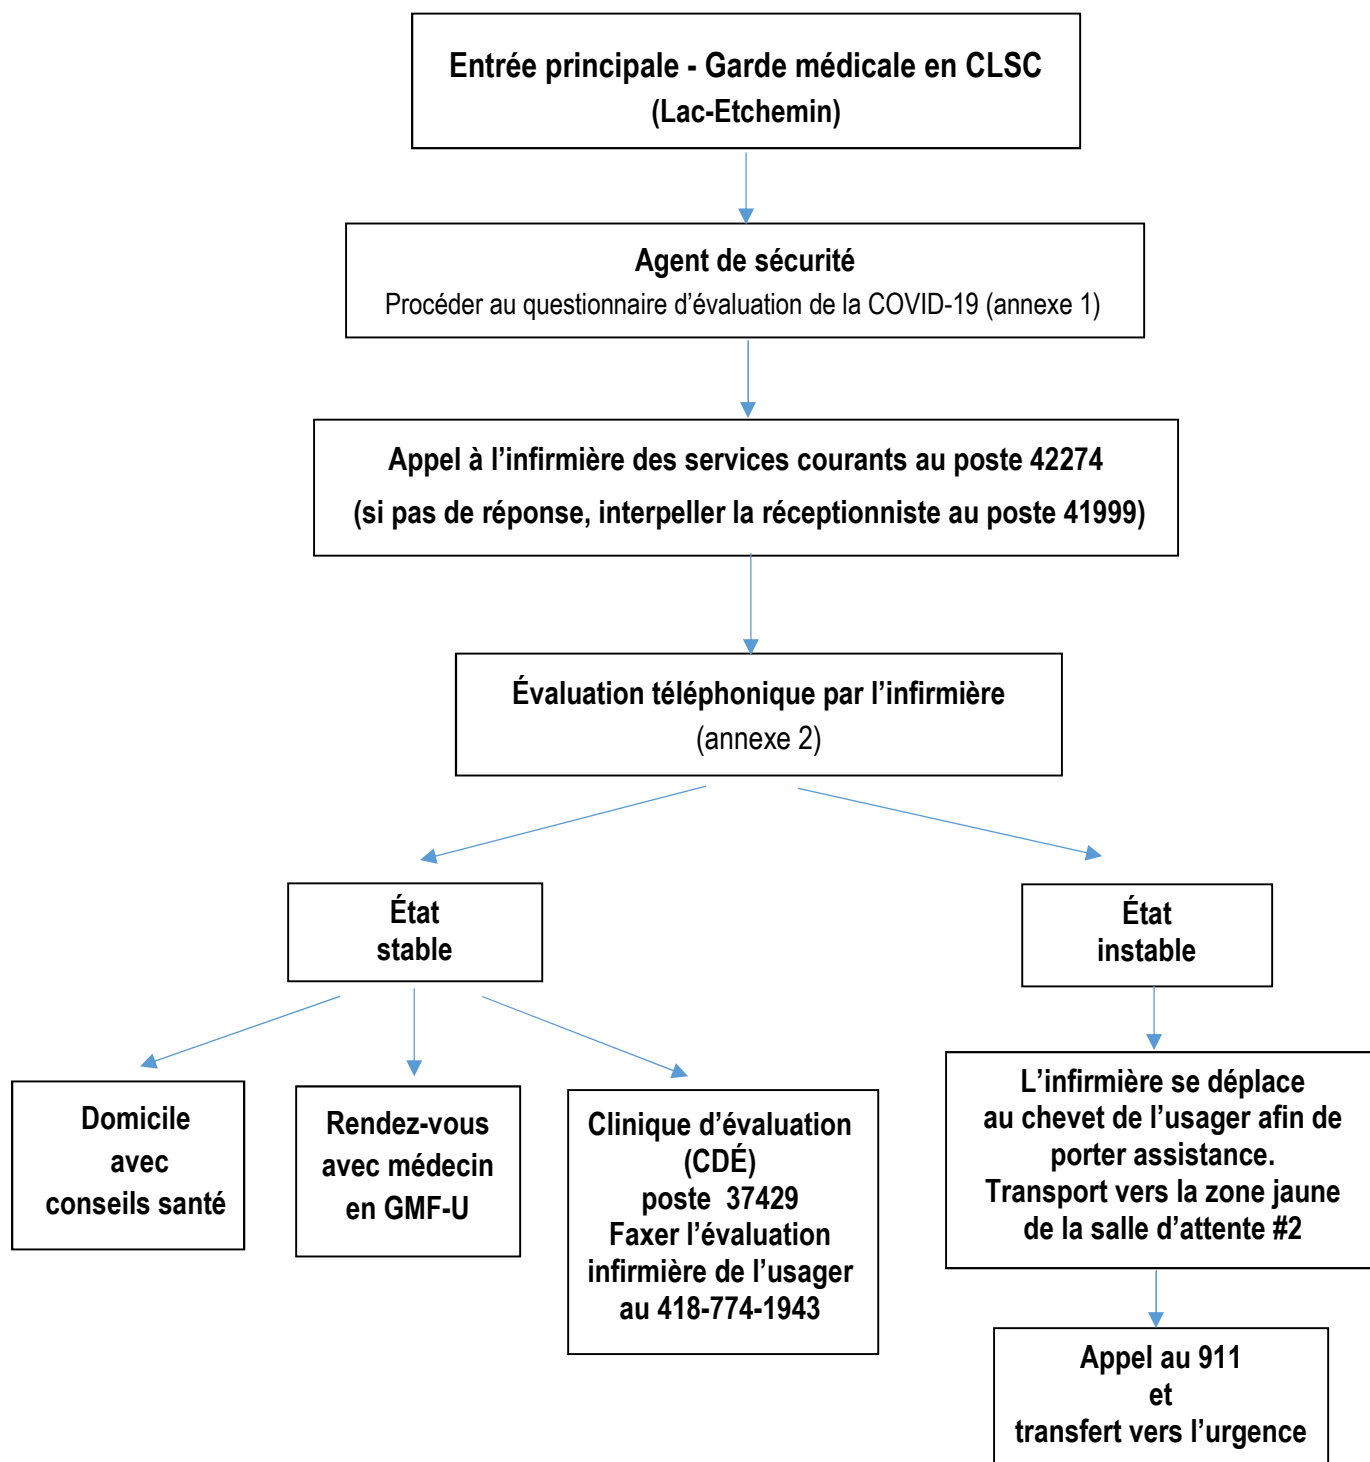 Entrée principale - Garde médicale en CLSC
(Lac-Etchemin)
Agent de sécurité
Procéder au questionnaire d’évaluation de la COVID-19 (annexe 1)
Appel à l’infirmière des services courants au poste 42274
(si pas de réponse, interpeller la réceptionniste au poste 41999)
Évaluation téléphonique par l’infirmière
(annexe 2)
État
stable
État
instable
Domicile
avec
conseils santé
Rendez-vous
avec médecin
en GMF-U
Clinique d’évaluation
(CDÉ)
poste 37429
Faxer l’évaluation
infirmière de l’usager
au 418-774-1943
L’infirmière se déplace
au chevet de l’usager afin de
porter assistance.
Transport vers la zone jaune
de la salle d’attente #2
Appel au 911
et
transfert vers l’urgence